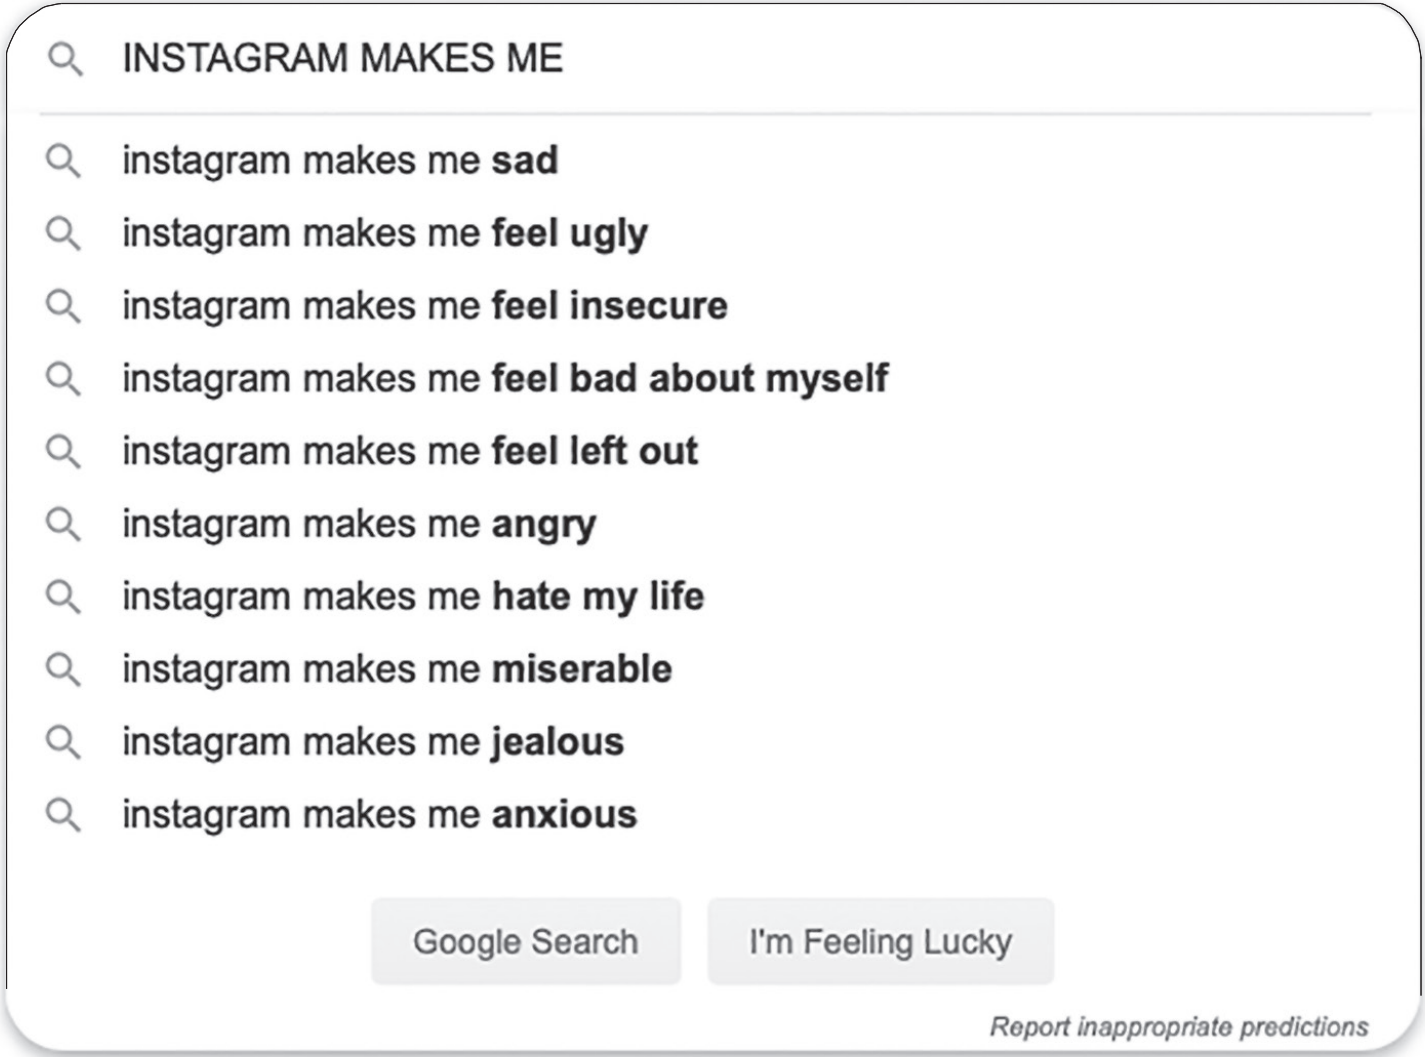 INSTAGRAM MAKES ME
instagram makes me sad
instagram makes me feel ugly
instagram makes me feel insecure
instagram makes me feel bad about myself
instagram makes me feel left out
instagram makes me angry
instagram makes me hate my life
instagram makes me miserable
instagram makes me jealous
instagram makes me anxious
Google Search I'm Feeling Lucky
Report inappropriate predictions